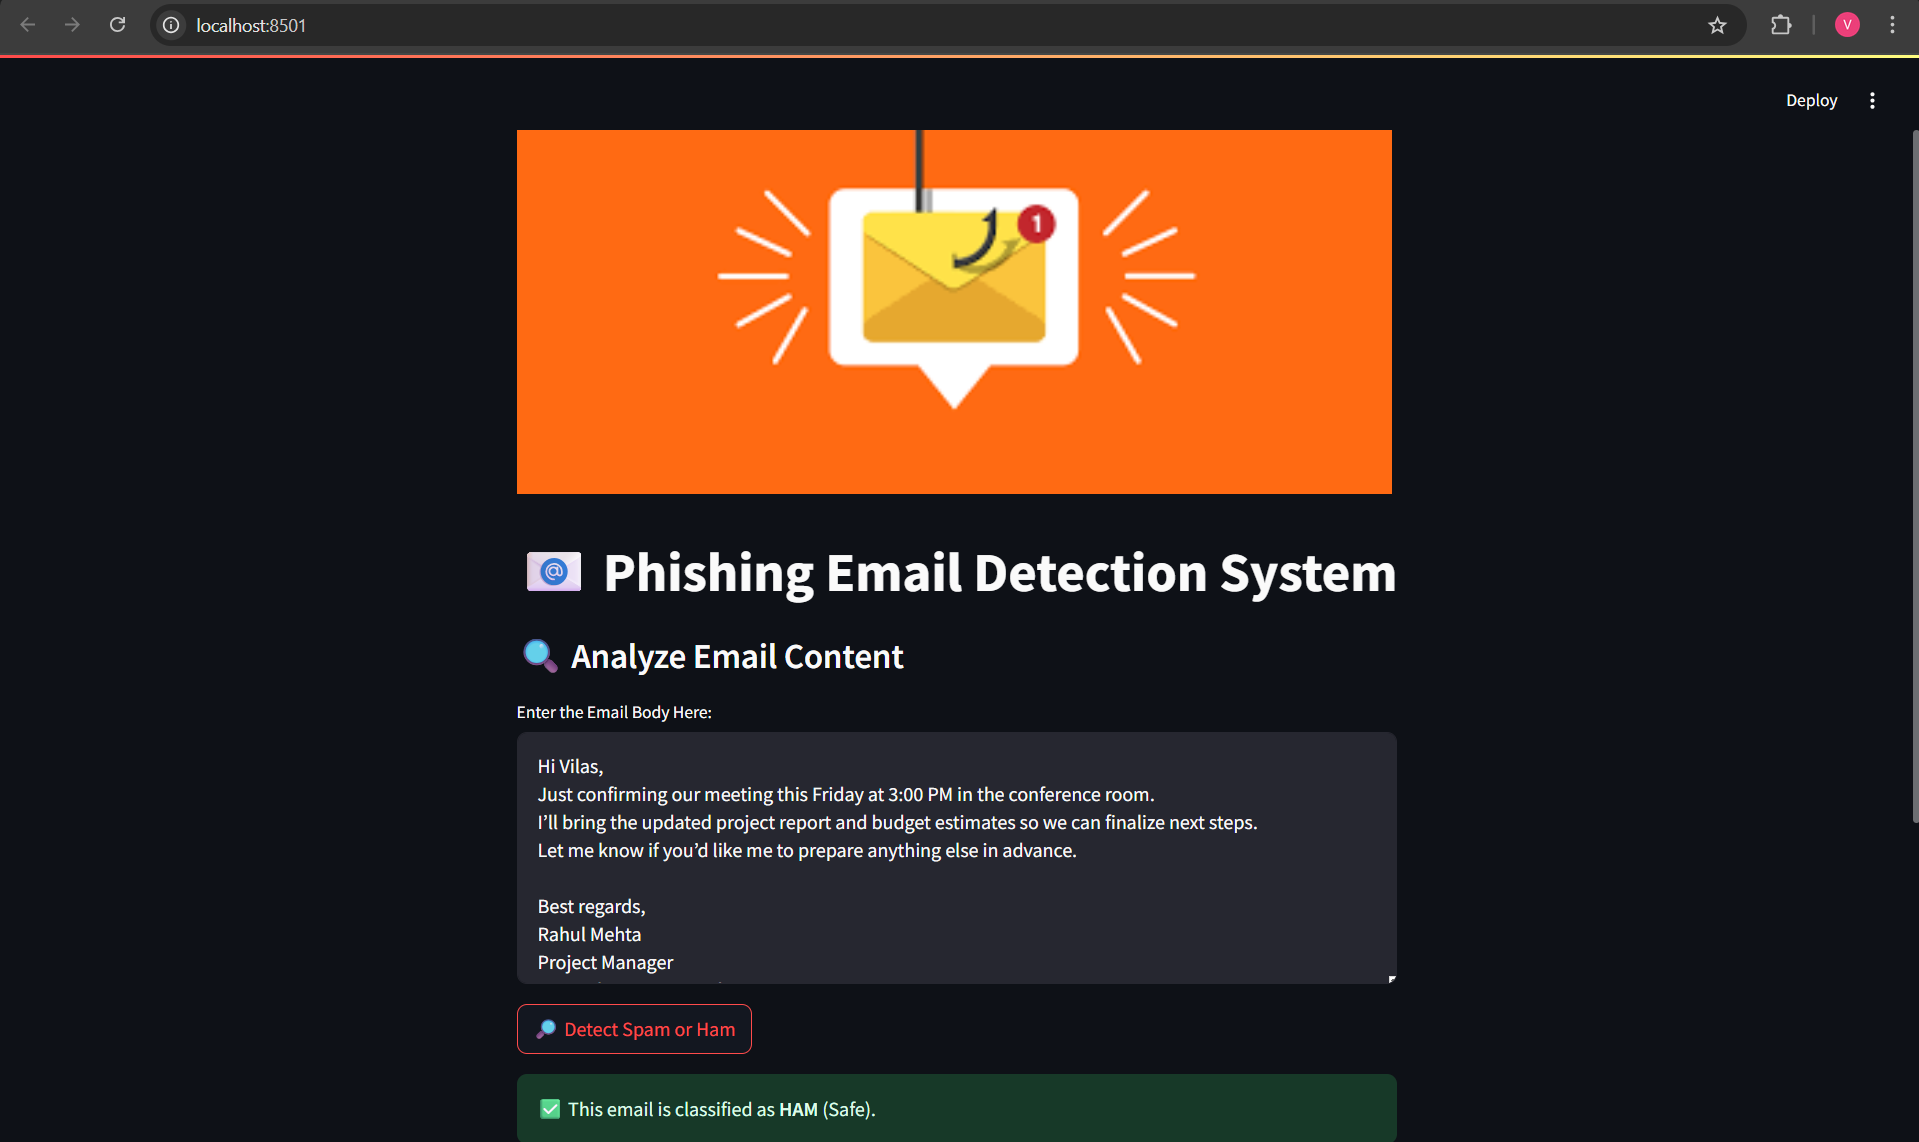 localhost:8501
V
Deploy
1
@
Phishing Email Detection System
Analyze Email Content
Enter the Email Body Here:
Hi Vilas,
Just confirming our meeting this Friday at 3:00 PM in the conference room.
I’ll bring the updated project report and budget estimates so we can finalize next steps.
Let me know if you’d like me to prepare anything else in advance.
Best regards,
Rahul Mehta
Project Manager
Detect Spam or Ham
This email is classified as HAM (Safe).